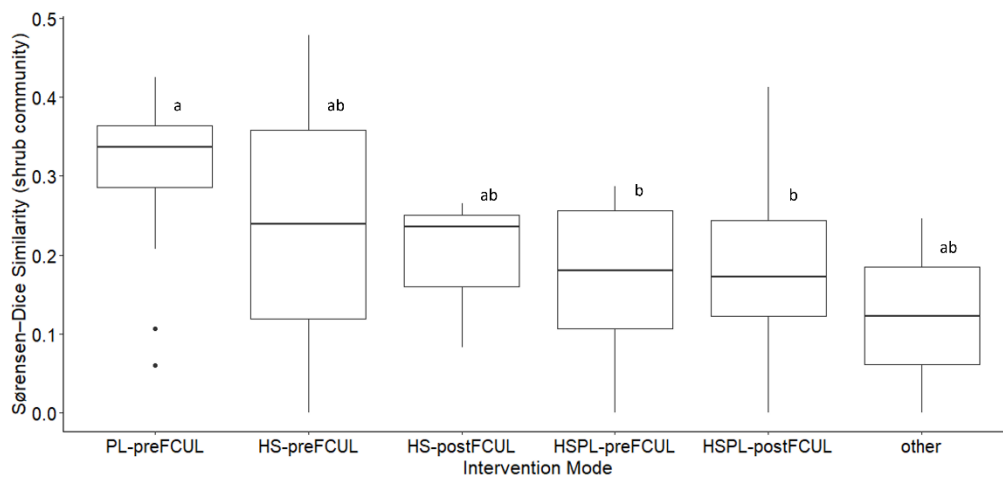 Sørensen–Dice Similarity (shrub community)
0.5
0.4
0.3
0.2
0.1
0.0
a
ab
ab
b
b
ab
PL-preFCUL
HS-preFCUL
HS-postFCUL
HSPL-preFCUL
HSPL-postFCUL
other
Intervention Mode